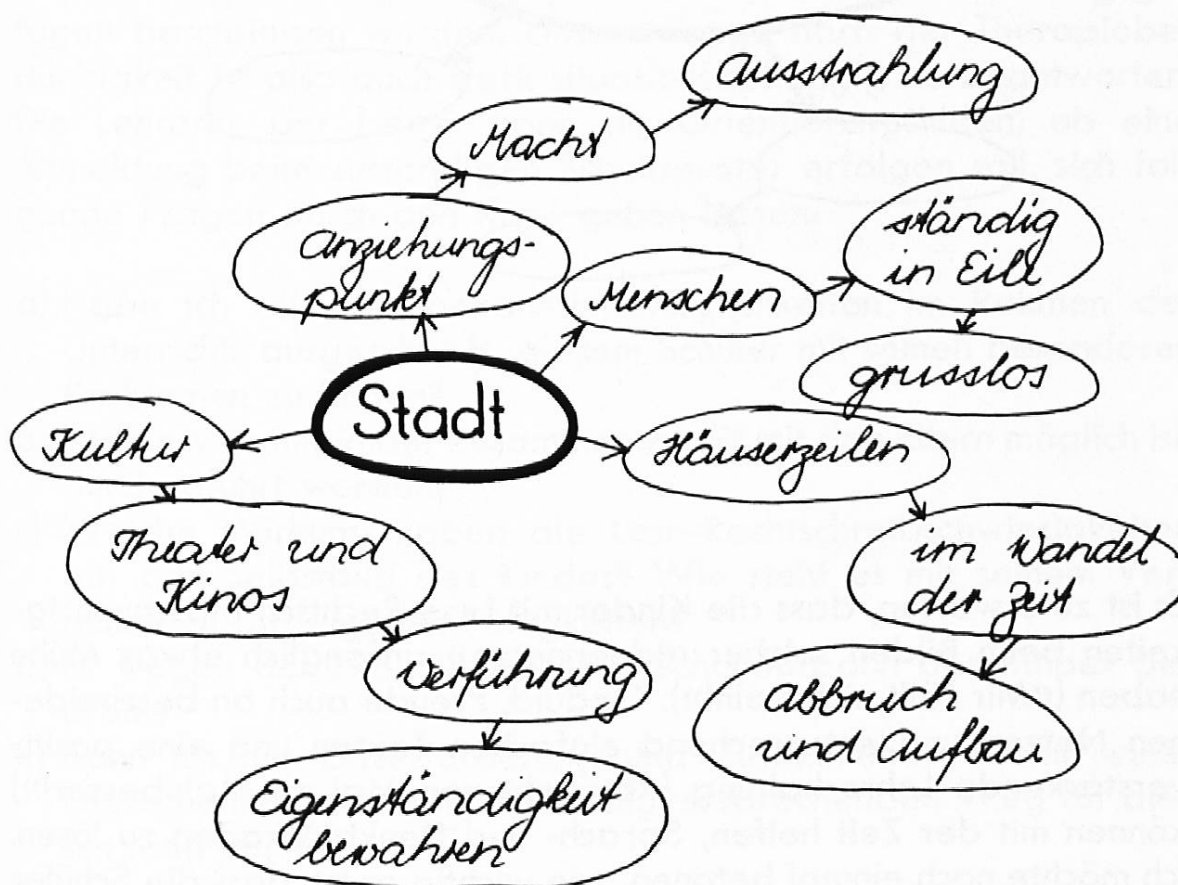 Ausstrahlung
Macht
Anziehungs-
punkt
Menschen
ständig
in Eile
grusslos
Stadt
Kultur
Häuserzeilen
Theater und
Kinos
im Wandel
der Zeit
Verführung
Abbruch
und Aufbau
Eigenständigkeit
bewahren